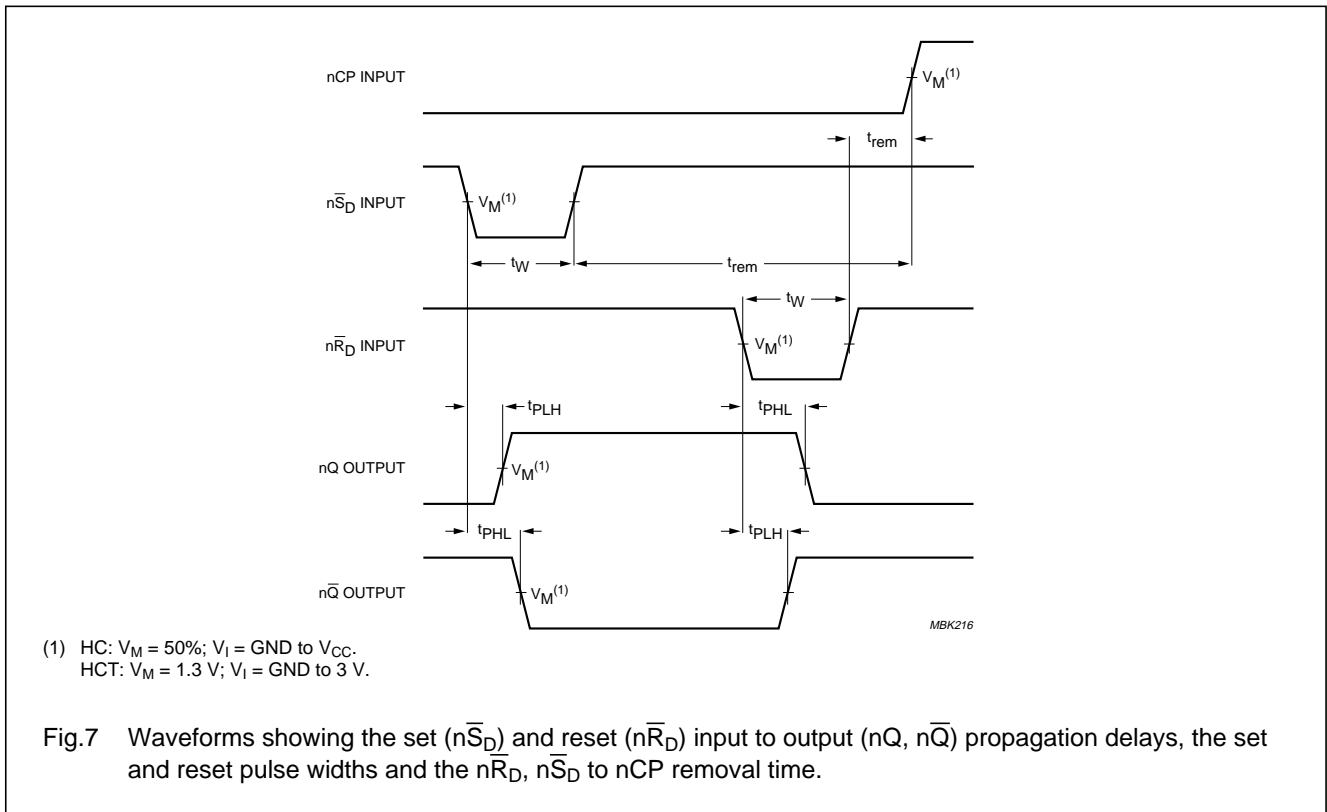 nCP INPUT
V_M(1)
t_rem
nS̅_D INPUT
V_M(1)
t_W
t_rem
t_W
nR̅_D INPUT
V_M(1)
t_PLH
t_PHL
nQ OUTPUT
V_M(1)
t_PHL
t_PLH
nQ̅ OUTPUT
V_M(1)
MBK216
(1) HC: V_M = 50%; V_I = GND to V_CC.
HCT: V_M = 1.3 V; V_I = GND to 3 V.
Fig.7 Waveforms showing the set (nS̅_D) and reset (nR̅_D) input to output (nQ, nQ̅) propagation delays, the set
and reset pulse widths and the nR̅_D, nS̅_D to nCP removal time.